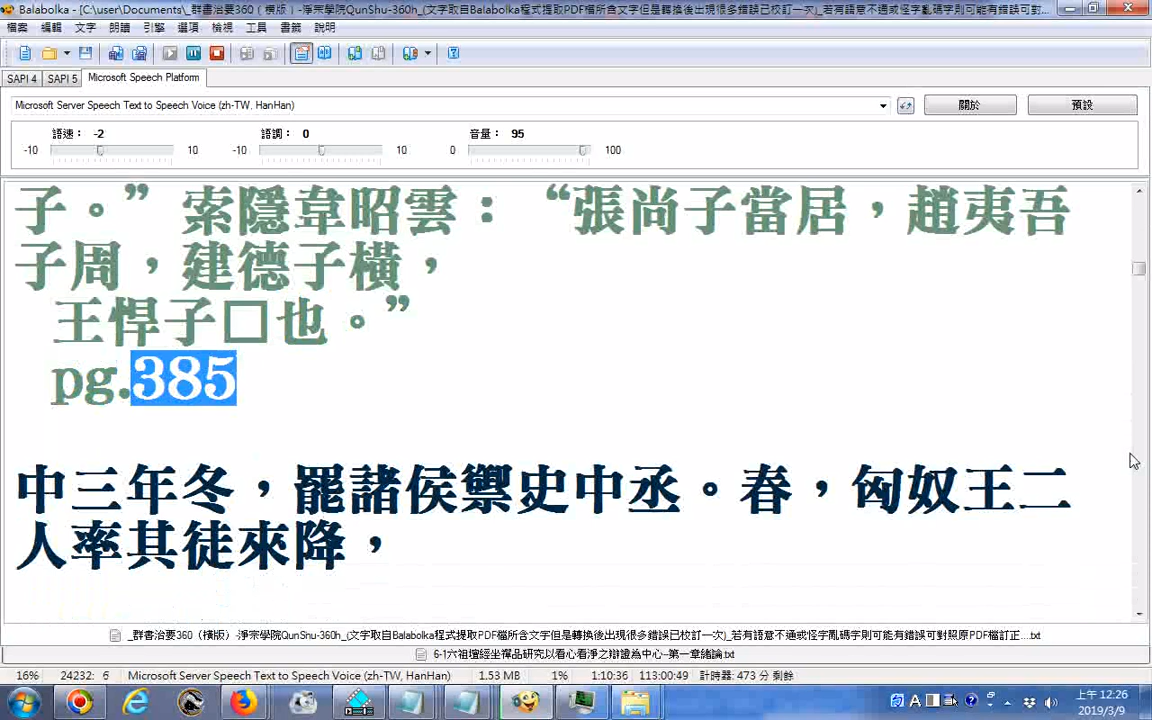 Balabolka - [C:\user\Documents\_群書治要360（橫版）-淨宗學院QunShu-360h_(文字取自Balabolka程式提取PDF檔所含文字但是轉換後出現很多錯誤已校訂一次)_若有語意不通或怪字亂碼字則可能有錯誤可對...
檔案 編輯 文字 朗讀 引擎 選項 檢視 工具 書籤 說明
SAPI 4 SAPI 5 Microsoft Speech Platform
Microsoft Server Speech Text to Speech Voice (zh-TW, HanHan) 關於 預設
語速： -2 語調： 0 音量： 95
-10 10 -10 10 0 100
子。” 索隱韋昭雲：“張尚子當居，趙夷吾
子周，建德子橫，
王悍子□也。”
pg.385
中三年冬，罷諸侯禦史中丞。春，匈奴王二
人率其徒來降，
_群書治要360（橫版）-淨宗學院QunShu-360h_(文字取自Balabolka程式提取PDF檔所含文字但是轉換後出現很多錯誤已校訂一次)_若有語意不通或怪字亂碼字則可能有錯誤可對照原PDF檔訂正....txt
6-1六祖壇經坐禪品研究以看心看淨之辯證為中心--第一章緒論.txt
16% 24232: 6 Microsoft Server Speech Text to Speech Voice (zh-TW, HanHan) 1.53 MB 1% 1:10:36 113:00:49 計時器: 473 分 剩餘
上午 12:26
2019/3/9